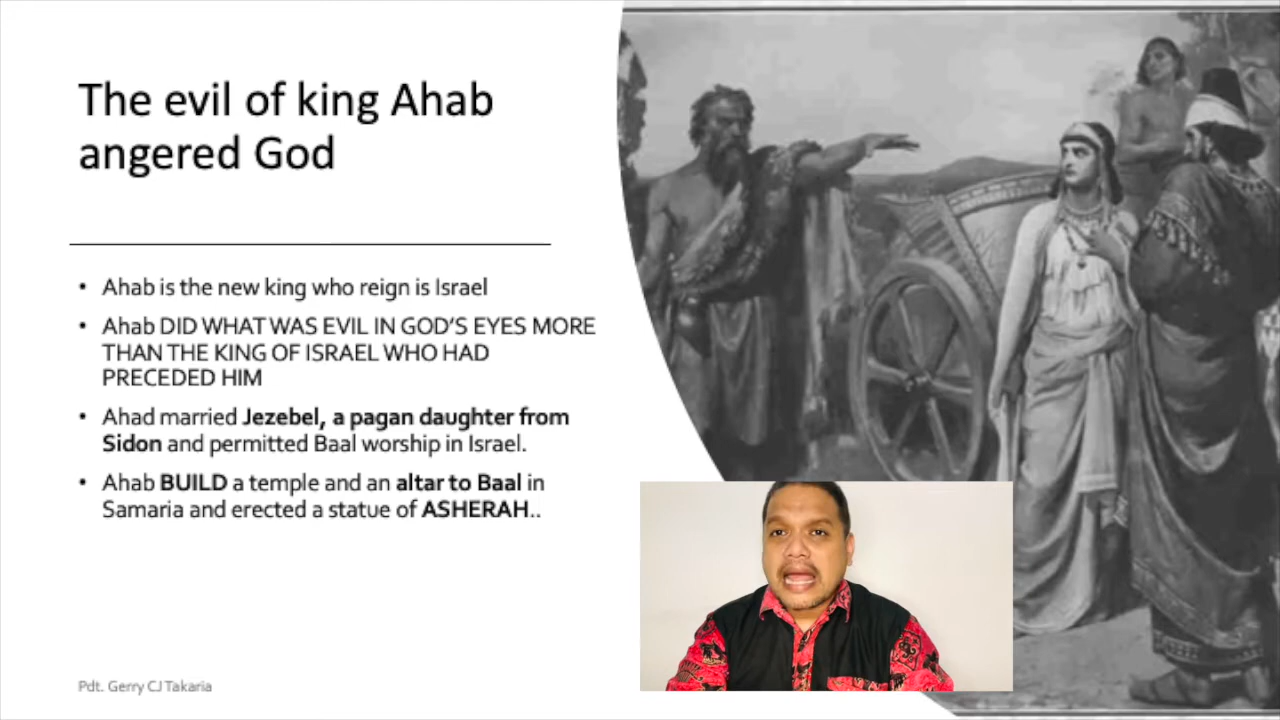 The evil of king Ahab
angered God
• Ahab is the new king who reign is Israel
• Ahab DID WHAT WAS EVIL IN GOD'S EYES MORE
THAN THE KING OF ISRAEL WHO HAD
PRECEDED HIM
• Ahad married Jezebel, a pagan daughter from
Sidon and permitted Baal worship in Israel.
• Ahab BUILD a temple and an altar to Baal in
Samaria and erected a statue of ASHERAH..
Pdt. Gerry CJ Takaria